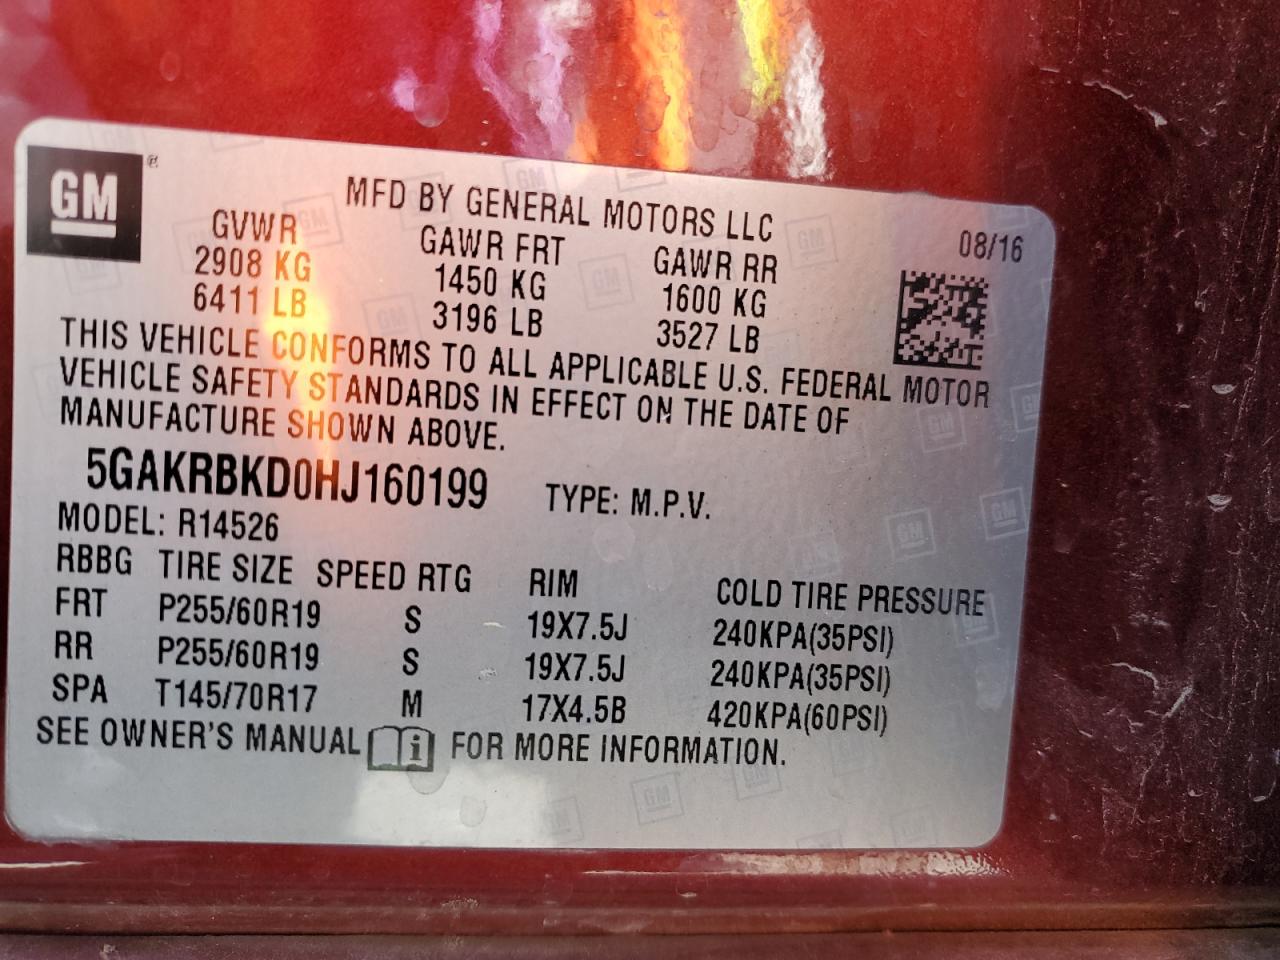 GM ®
MFD BY GENERAL MOTORS LLC
08/16
GVWR GAWR FRT GAWR RR
2908 KG 1450 KG 1600 KG
6411 LB 3196 LB 3527 LB
THIS VEHICLE CONFORMS TO ALL APPLICABLE U.S. FEDERAL MOTOR
VEHICLE SAFETY STANDARDS IN EFFECT ON THE DATE OF
MANUFACTURE SHOWN ABOVE.
5GAKRBKD0HJ160199 TYPE: M.P.V.
MODEL: R14526
RBBG TIRE SIZE SPEED RTG RIM COLD TIRE PRESSURE
FRT P255/60R19 S 19X7.5J 240KPA(35PSI)
RR P255/60R19 S 19X7.5J 240KPA(35PSI)
SPA T145/70R17 M 17X4.5B 420KPA(60PSI)
SEE OWNER'S MANUAL i FOR MORE INFORMATION.